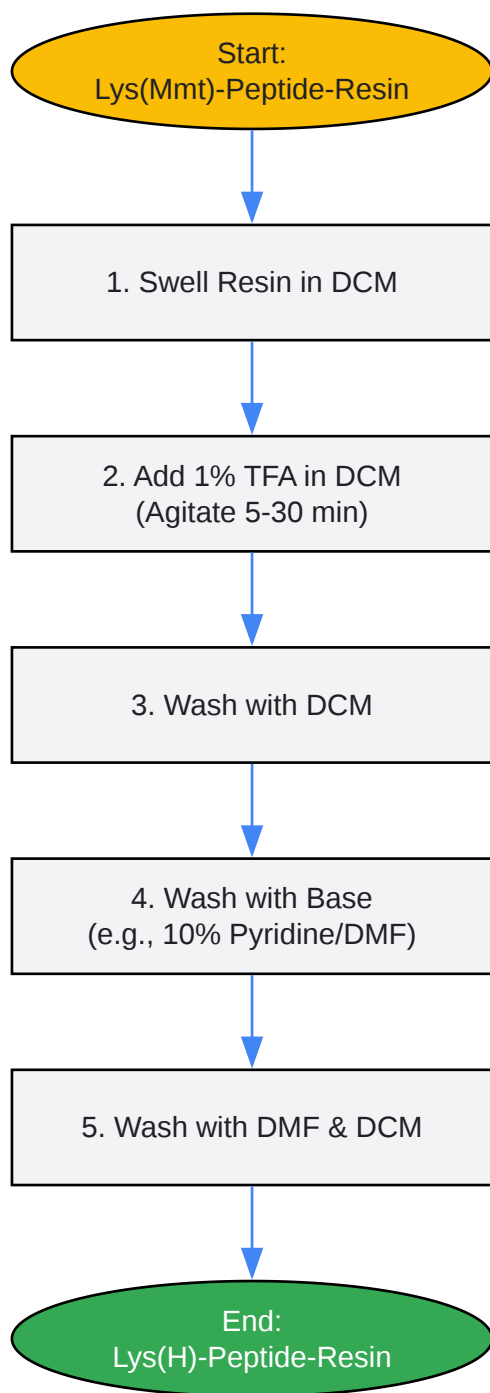 Start:
Lys(Mmt)-Peptide-Resin
1. Swell Resin in DCM
2. Add 1% TFA in DCM
(Agitate 5-30 min)
3. Wash with DCM
4. Wash with Base
(e.g., 10% Pyridine/DMF)
5. Wash with DMF & DCM
End:
Lys(H)-Peptide-Resin